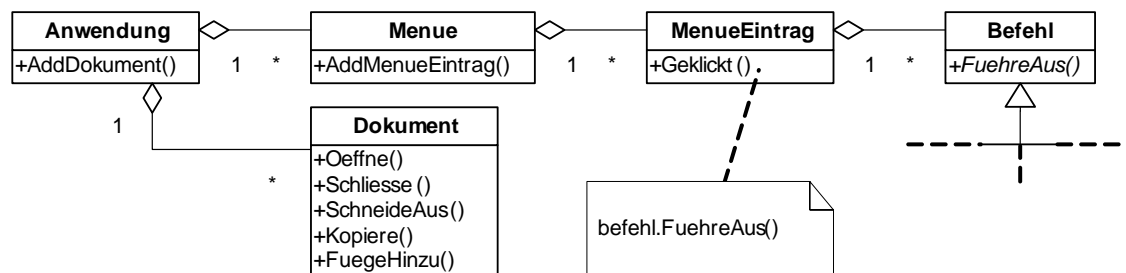 Anwendung
+AddDokument()
1 *
Menue
+AddMenueEintrag()
1 *
MenueEintrag
+Geklickt ()
1 *
Befehl
+FuehreAus()
1
*
Dokument
+Oeffne()
+Schliesse ()
+SchneideAus()
+Kopiere()
+FuegeHinzu()
befehl.FuehreAus()